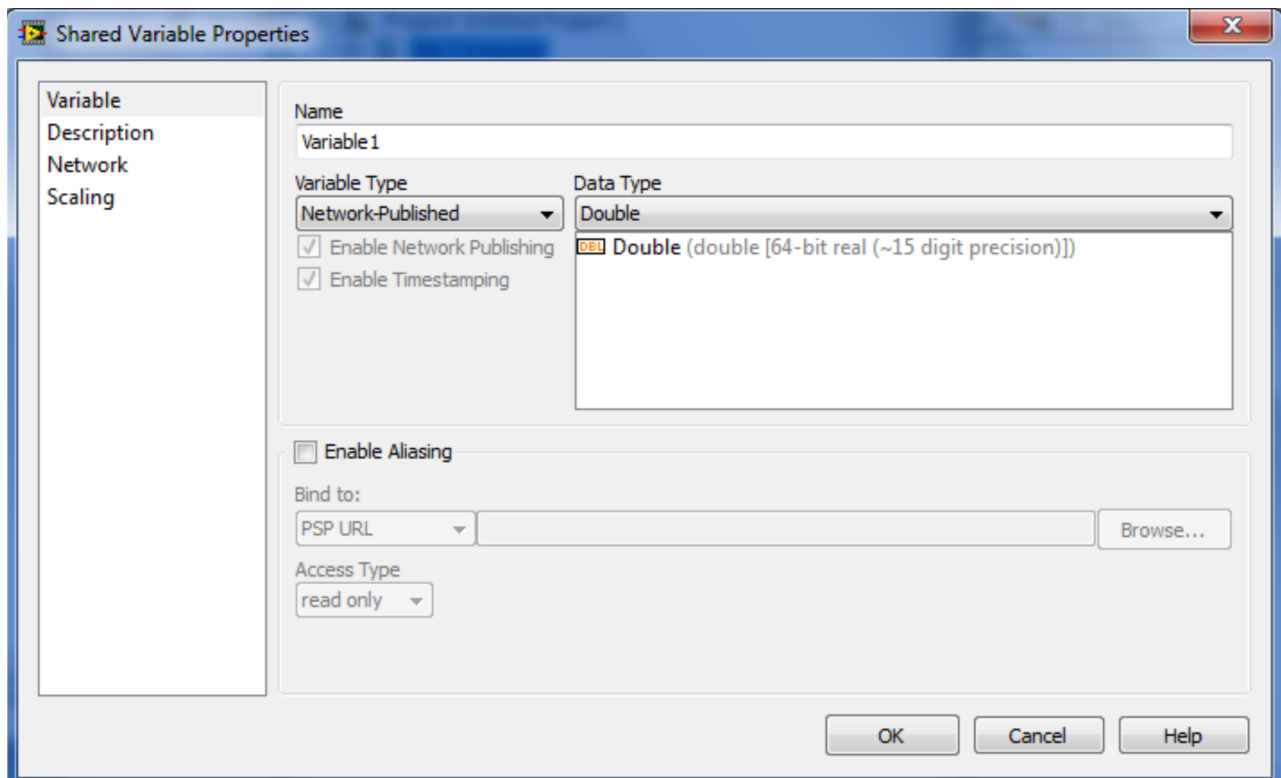 Shared Variable Properties
Variable
Description
Network
Scaling
Name
Variable1
Variable Type
Data Type
Network-Published
Double
Enable Network Publishing
DBL Double (double [64-bit real (~15 digit precision)])
Enable Timestamping
Enable Aliasing
Bind to:
PSP URL
Browse...
Access Type
read only
OK
Cancel
Help